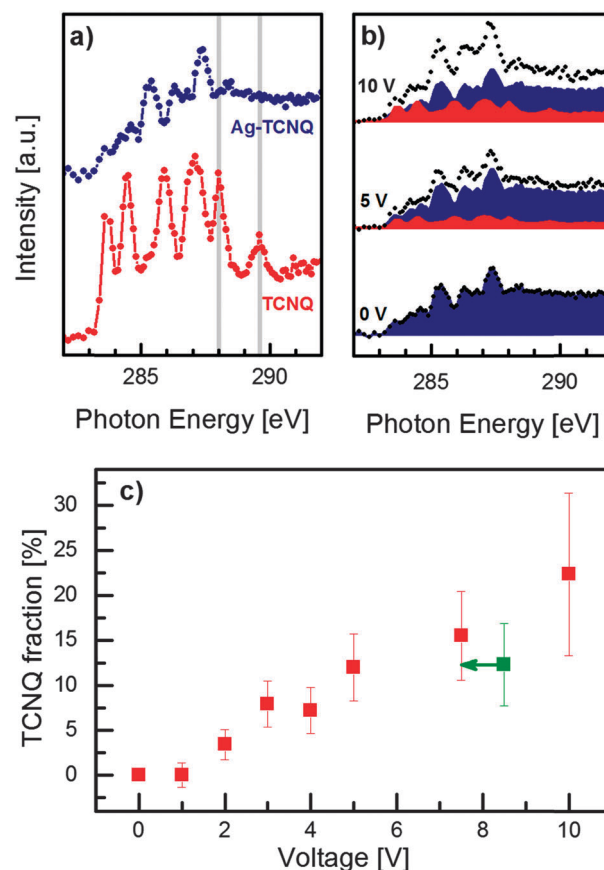 a)
Ag-TCNQ
TCNQ
Intensity [a.u.]
285
290
Photon Energy [eV]
b)
10 V
5 V
0 V
285
290
Photon Energy [eV]
c)
TCNQ fraction [%]
30
25
20
15
10
5
0
0
2
4
6
8
10
Voltage [V]